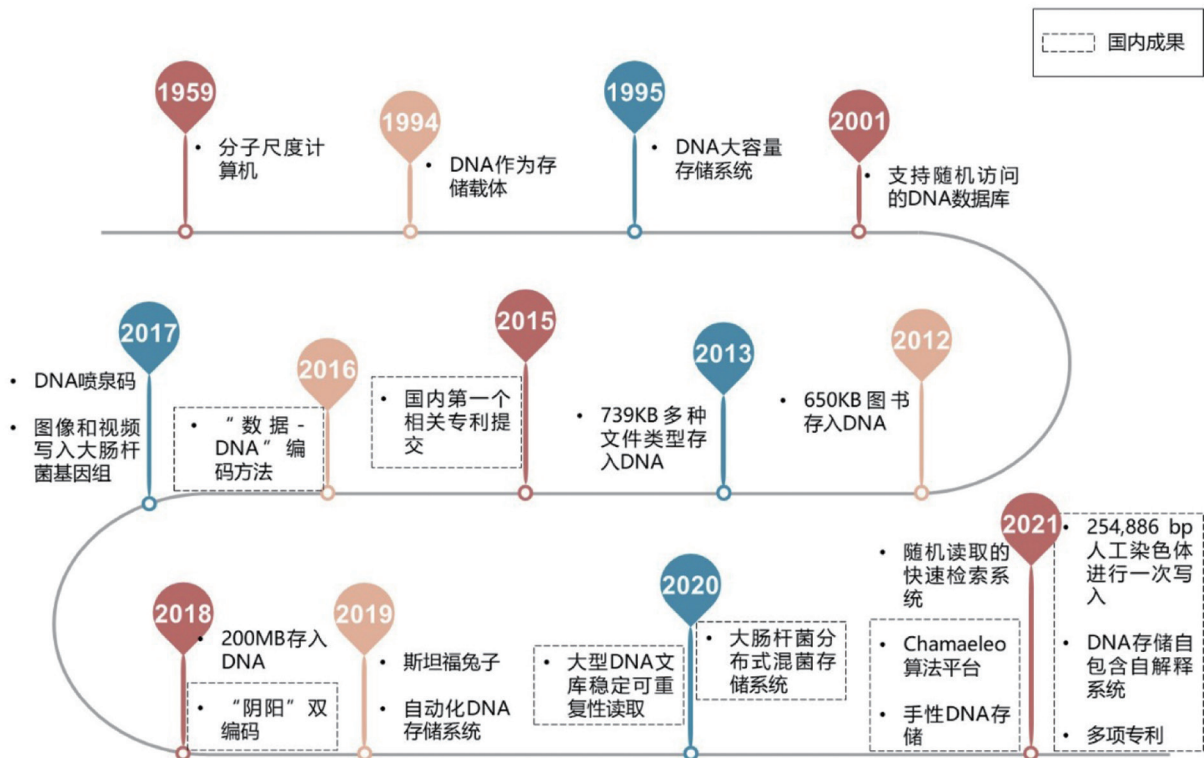 国内成果
1959
• 分子尺度计
算机
1994
• DNA作为存
储载体
1995
• DNA大容量
存储系统
2001
• 支持随机访问
的DNA数据库
2012
• 650KB图书
存入DNA
2013
• 739KB多种
文件类型存
入DNA
2015
• 国内第一个
相关专利提
交
2016
• “数据-
DNA”编
码方法
2017
• DNA喷泉码
• 图像和视频
写入大肠杆
菌基因组
2018
• 200MB存入
DNA
• “阴阳”双
编码
2019
• 斯坦福兔子
• 自动化DNA
存储系统
2020
• 大型DNA文
库稳定可重
复性读取
• 大肠杆菌分
布式混菌存
储系统
2021
• 随机读取的
快速检索系
统
• Chamaeleo
算法平台
• 手性DNA存
储
• 254,886 bp
人工染色体
进行一次写
入
• DNA存储自
包含自解释
系统
• 多项专利